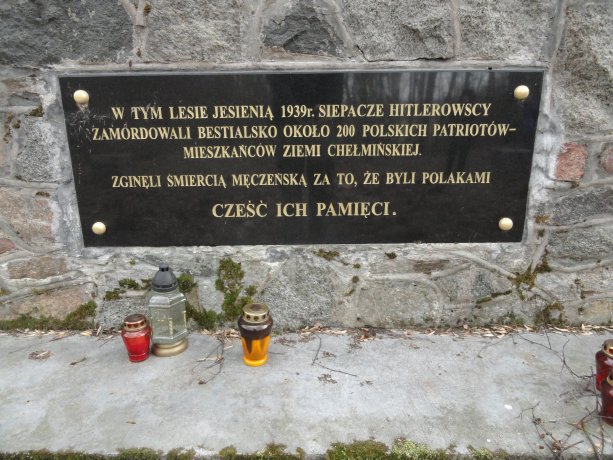 W TYM LESIE JESIENIĄ 1939r. SIEPACZE HITLEROWSCY
ZAMÓRDOWALI BESTIALSKO OKOŁO 200 POLSKICH PATRIOTÓW–
MIESZKAŃCÓW ZIEMI CHEŁMIŃSKIEJ.
ZGINĘLI ŚMIERCIĄ MĘCZEŃSKĄ ZA TO, ŻE BYLI POLAKAMI
CZEŚĆ ICH PAMIĘCI.